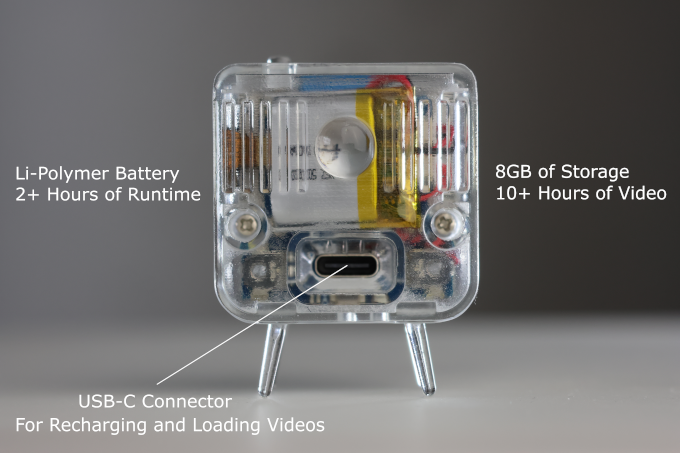 Li-Polymer Battery
2+ Hours of Runtime
8GB of Storage
10+ Hours of Video
USB-C Connector
For Recharging and Loading Videos